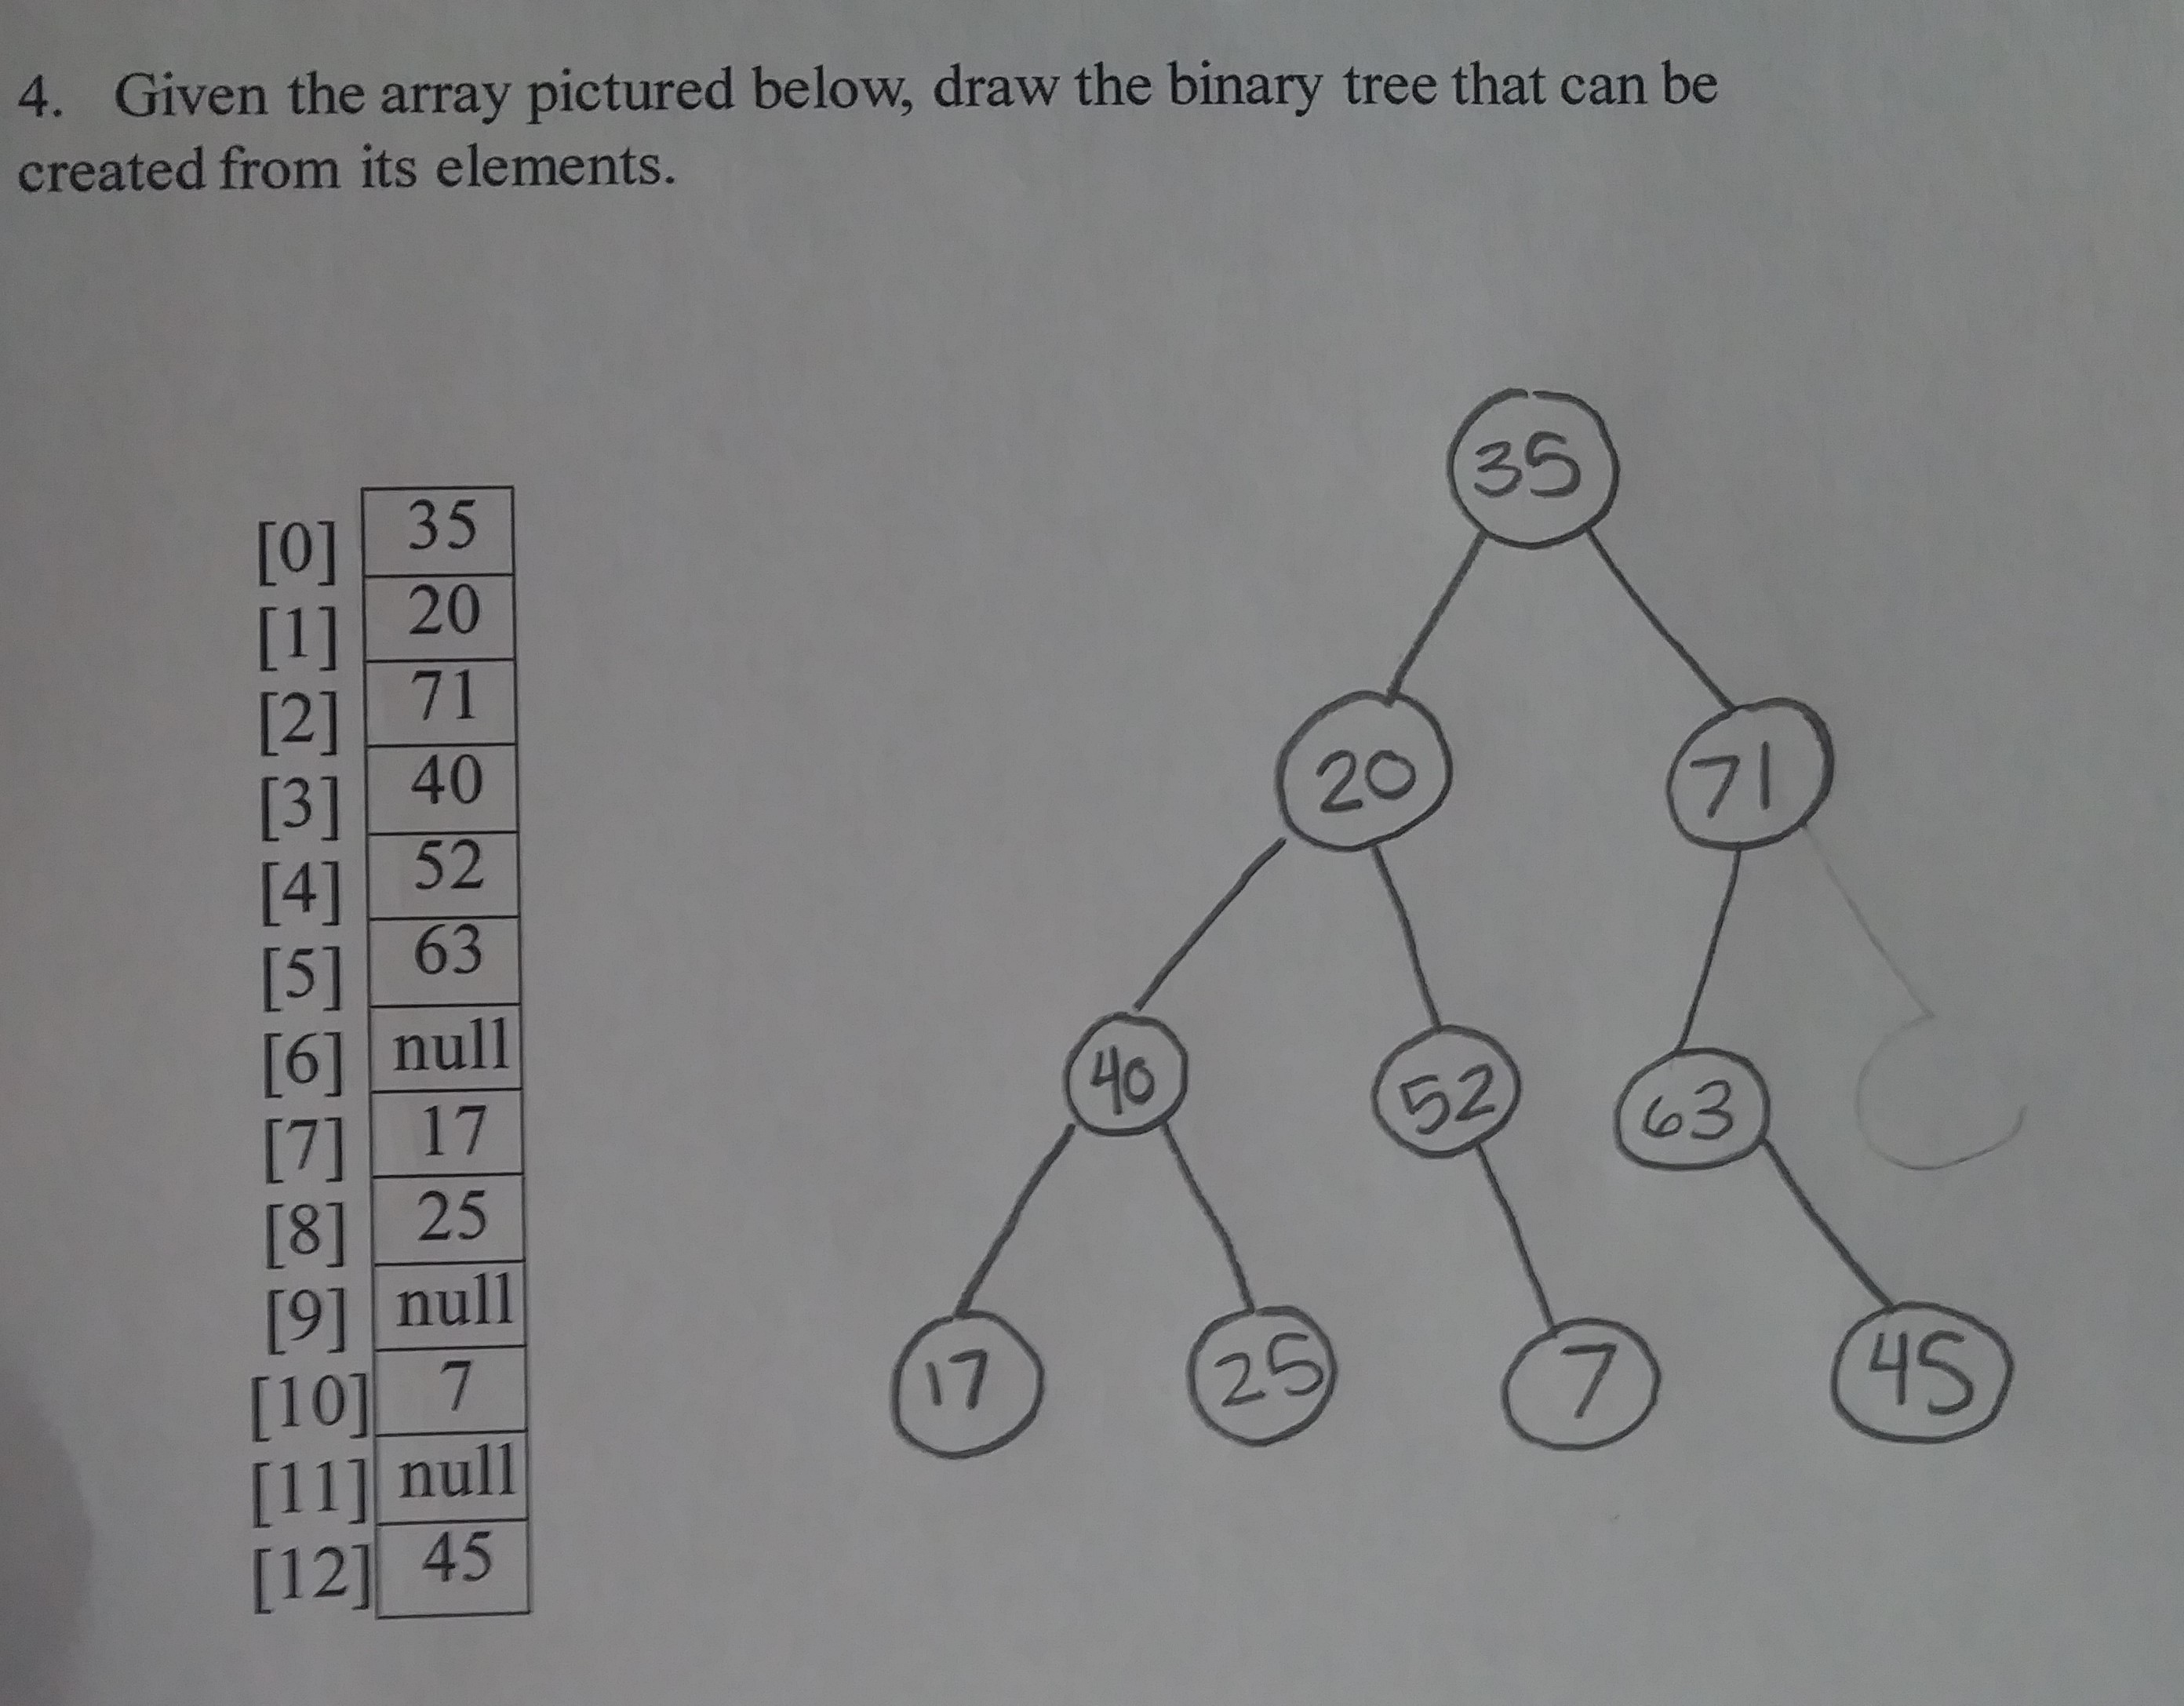 4. Given the array pictured below, draw the binary tree that can be
created from its elements.
[0] 35
[1] 20
[2] 71
[3] 40
[4] 52
[5] 63
[6] null
[7] 17
[8] 25
[9] null
[10] 7
[11] null
[12] 45
35
20 71
40 52 63
17 25 7 45